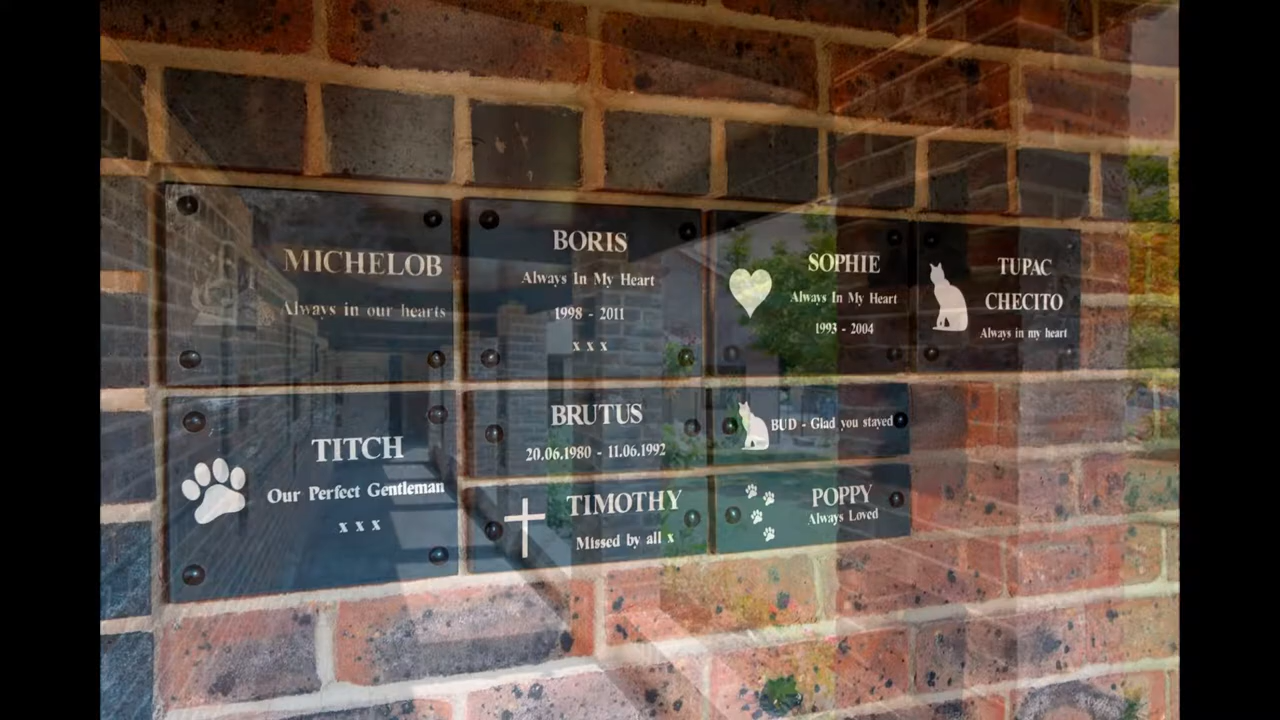 MICHELOB
Always in our hearts
BORIS
Always In My Heart
1998 - 2011
x x x
SOPHIE
Always In My Heart
1993 - 2004
TUPAC
CHECITO
Always in my heart
TITCH
Our Perfect Gentleman
x x x
BRUTUS
20.06.1980 - 11.06.1992
BUD - Glad you stayed
TIMOTHY
Missed by all x
POPPY
Always Loved